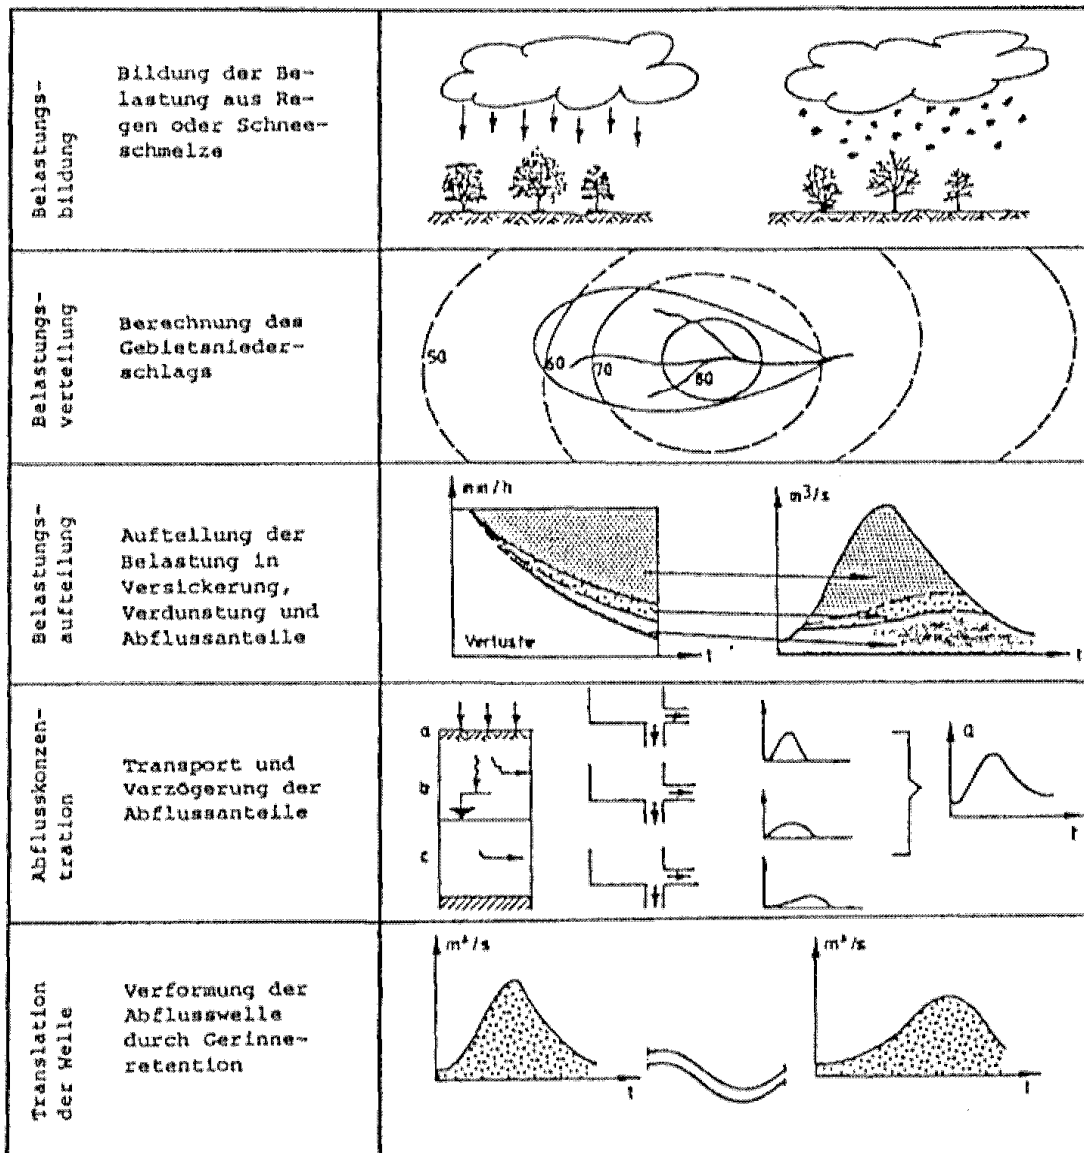 Belastungs-
bildung
Bildung der Be-
lastung aus Re-
gen oder Schnee-
schmelze
Belastungs-
verteilung
Berechnung des
Gebietsnieder-
schlags
50
60
70
80
Belastungs-
aufteilung
Aufteilung der
Belastung in
Versickerung,
Verdunstung und
Abflussanteile
mm/h
Verluste
t
m³/s
t
Abflusskonzen-
tration
Transport und
Verzögerung der
Abflussanteile
a
b
c
Q
t
Translation
der Welle
Verformung der
Abflusswelle
durch Gerinne-
retention
m³/s
t
m³/s
t